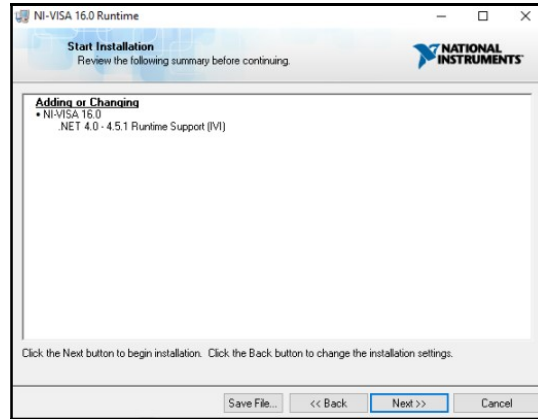 NI-VISA 16.0 Runtime
Start Installation
Review the following summary before continuing.
NATIONAL
INSTRUMENTS
Adding or Changing
• NI-VISA 16.0
.NET 4.0 - 4.5.1 Runtime Support (IVI)
Click the Next button to begin installation. Click the Back button to change the installation settings.
Save File... << Back Next >> Cancel